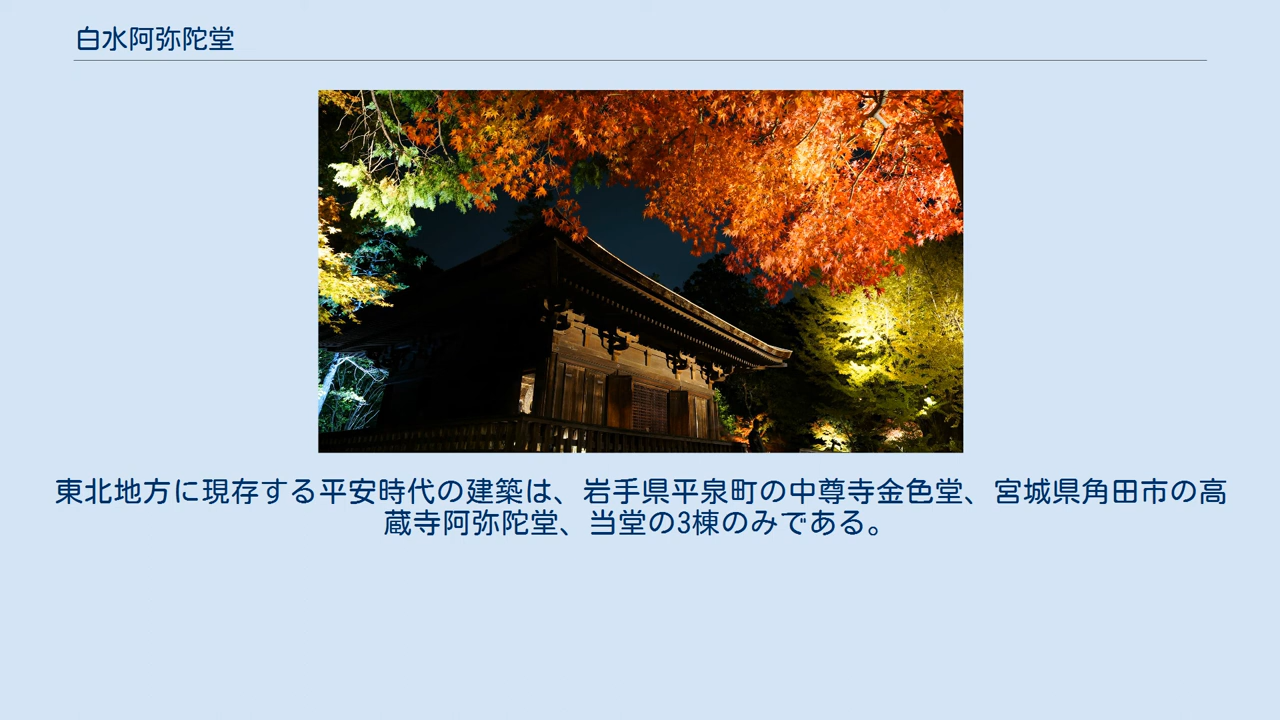 白水阿弥陀堂
東北地方に現存する平安時代の建築は、岩手県平泉町の中尊寺金色堂、宮城県角田市の高
蔵寺阿弥陀堂、当堂の3棟のみである。